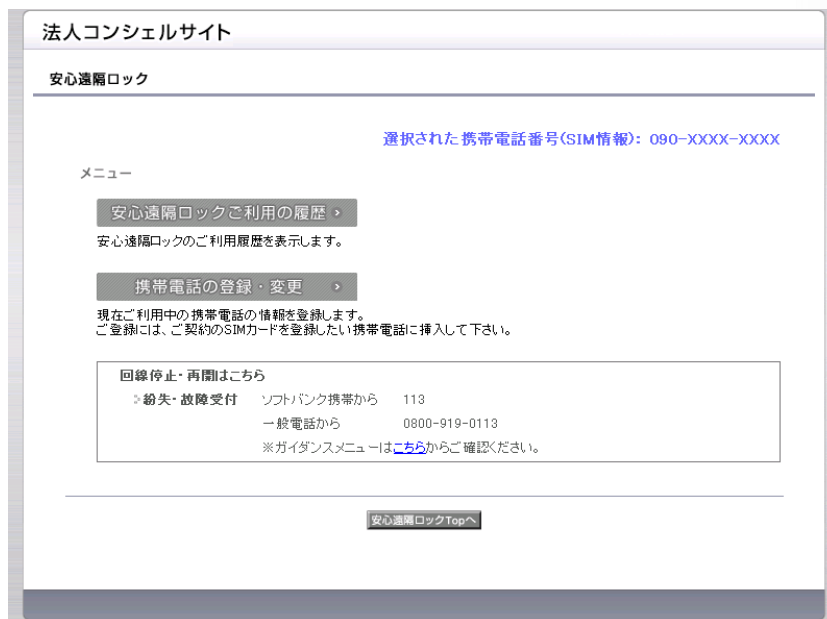 法人コンシェルサイト
安心遠隔ロック
選択された携帯電話番号(SIM情報): 090-XXXX-XXXX
メニュー
安心遠隔ロックご利用の履歴 >
安心遠隔ロックのご利用履歴を表示します。
携帯電話の登録・変更 >
現在ご利用中の携帯電話の情報を登録します。
ご登録には、ご契約のSIMカードを登録したい携帯電話に挿入して下さい。
回線停止・再開はこちら
>紛失・故障受付 ソフトバンク携帯から 113
一般電話から 0800-919-0113
※ガイダンスメニューはこちらからご確認ください。
安心遠隔ロックTopへ